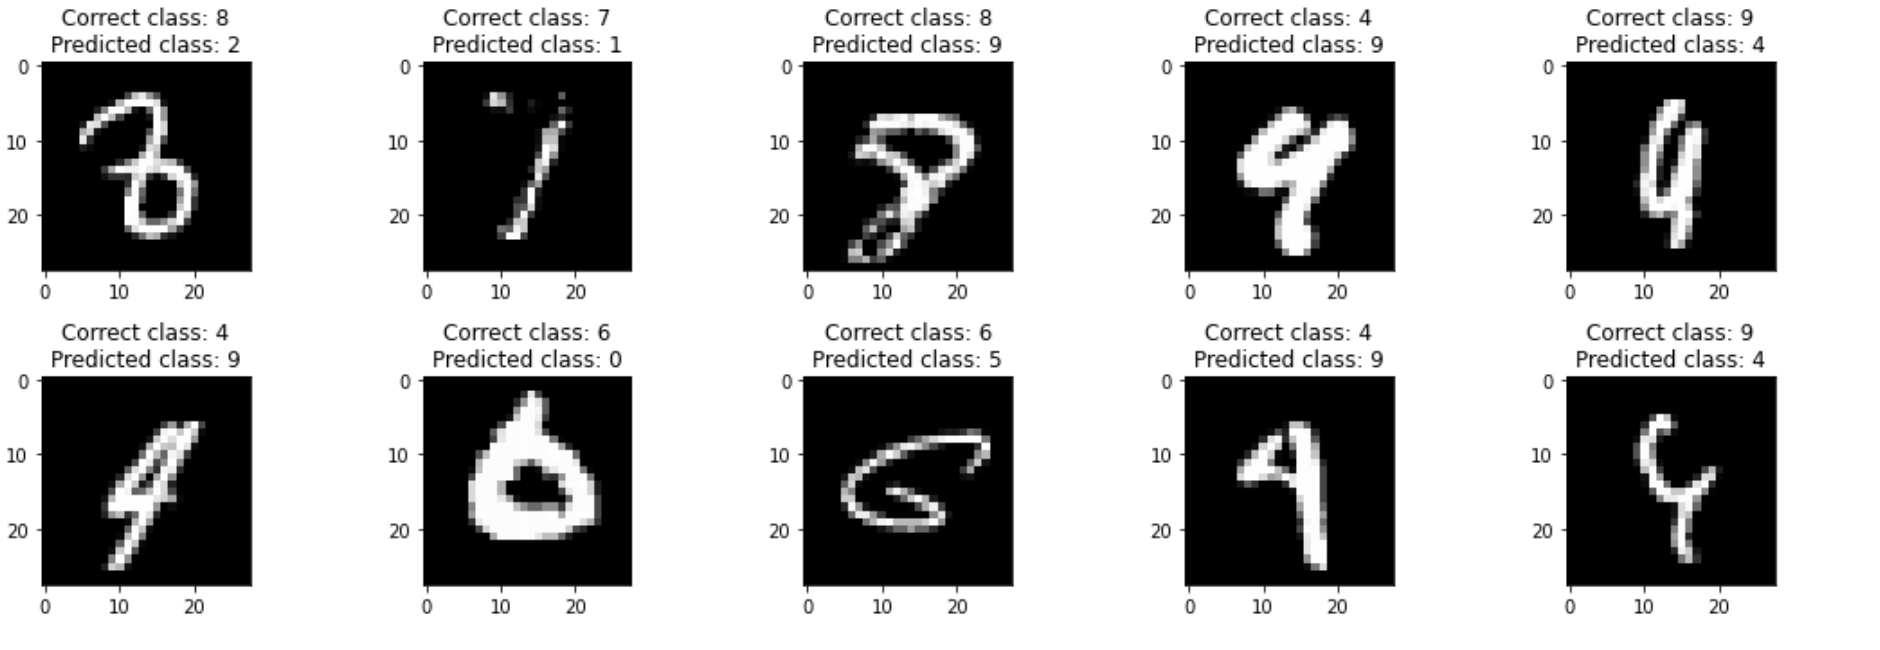 Correct class: 8
Predicted class: 2
Correct class: 7
Predicted class: 1
Correct class: 8
Predicted class: 9
Correct class: 4
Predicted class: 9
Correct class: 9
Predicted class: 4
0
10
20
0 10 20
0
10
20
0 10 20
0
10
20
0 10 20
0
10
20
0 10 20
0
10
20
0 10 20
Correct class: 4
Predicted class: 9
Correct class: 6
Predicted class: 0
Correct class: 6
Predicted class: 5
Correct class: 4
Predicted class: 9
Correct class: 9
Predicted class: 4
0
10
20
0 10 20
0
10
20
0 10 20
0
10
20
0 10 20
0
10
20
0 10 20
0
10
20
0 10 20